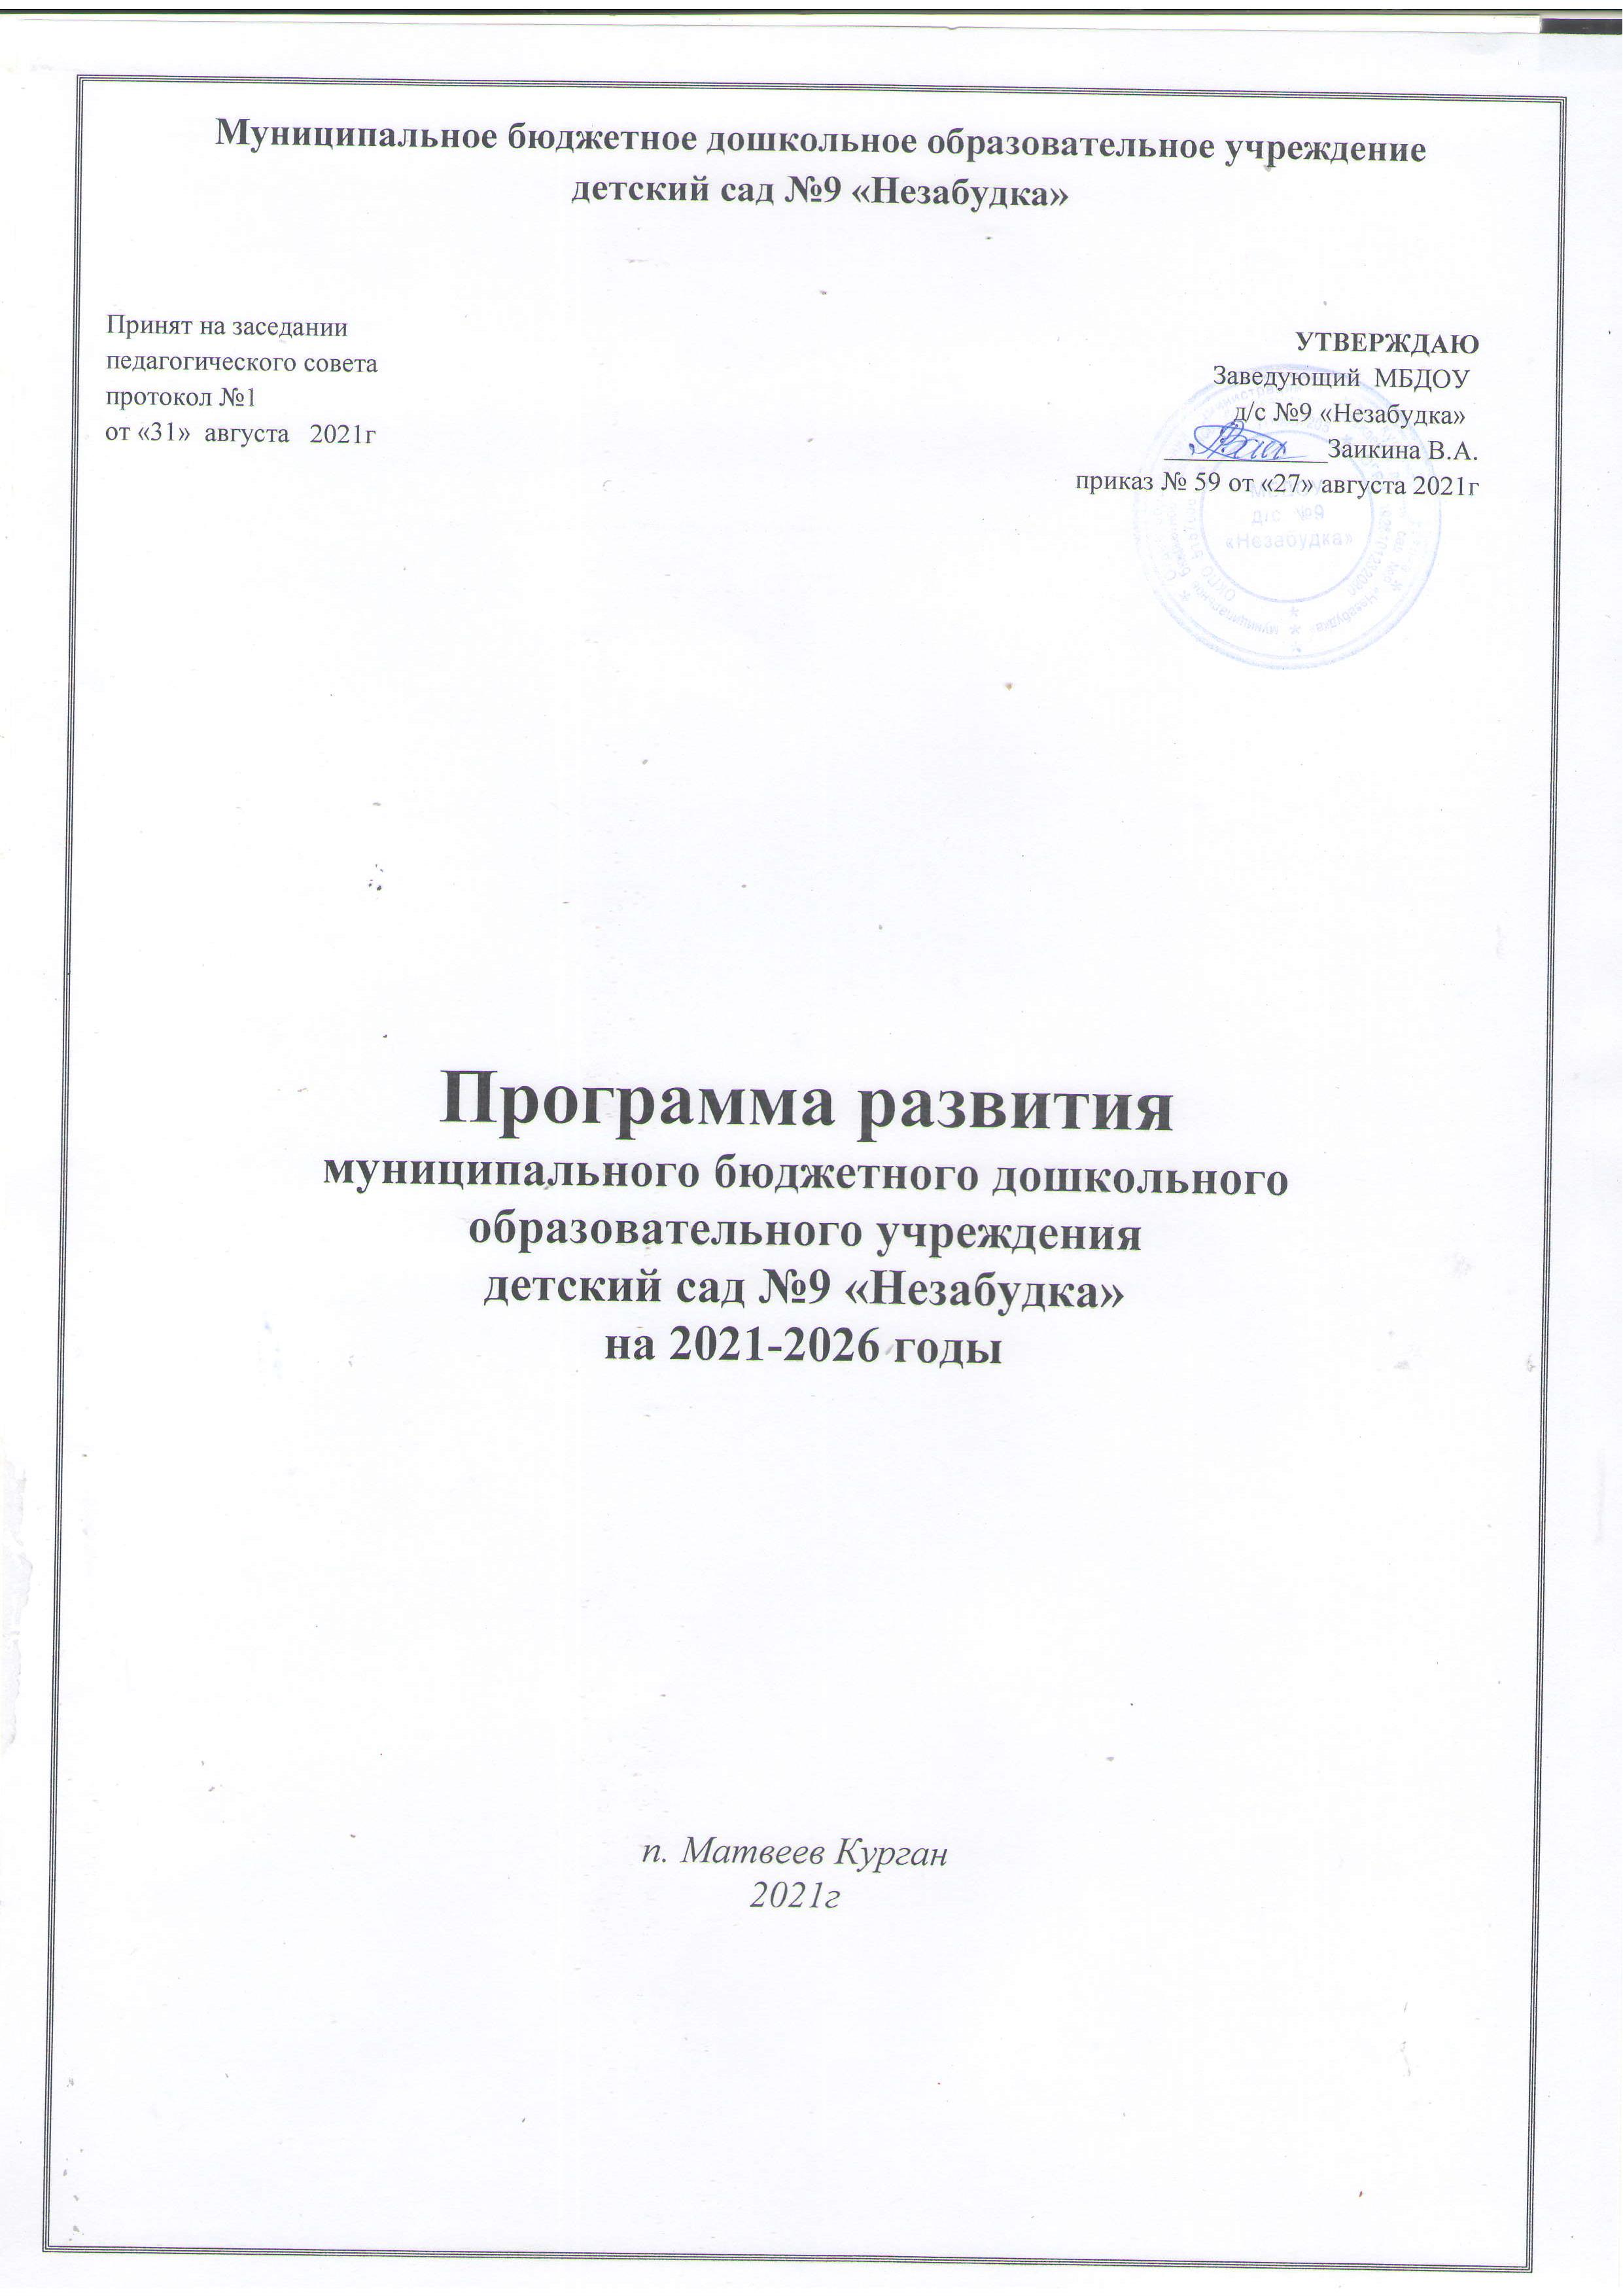 Муниципальное бюджетное дошкольное образовательное учреждение
детский сад №9 «Незабудка»
Принят на заседании
педагогического совета
протокол №1
от «31» августа 2021г
УТВЕРЖДАЮ
Заведующий МБДОУ
д/с №9 «Незабудка»
Заикина В.А.
приказ № 59 от «27» августа 2021г
д/с №9
«Незабудка»
Программа развития
муниципального бюджетного дошкольного
образовательного учреждения
детский сад №9 «Незабудка»
на 2021-2026 годы
п. Матвеев Курган
2021г